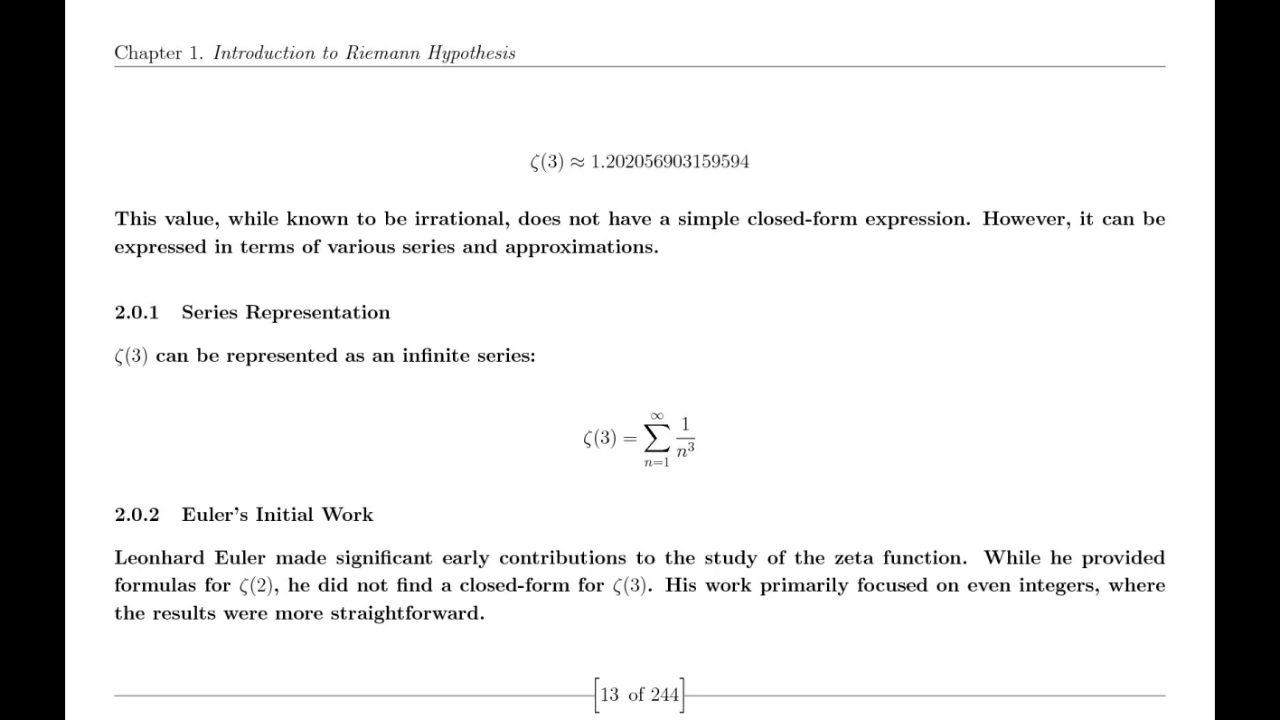 Chapter 1. Introduction to Riemann Hypothesis
ζ(3) ≈ 1.202056903159594
This value, while known to be irrational, does not have a simple closed-form expression. However, it can be
expressed in terms of various series and approximations.
2.0.1 Series Representation
ζ(3) can be represented as an infinite series:
ζ(3) = ∑_{n=1}^{∞} 1/n³
2.0.2 Euler's Initial Work
Leonhard Euler made significant early contributions to the study of the zeta function. While he provided
formulas for ζ(2), he did not find a closed-form for ζ(3). His work primarily focused on even integers, where
the results were more straightforward.
[13 of 244]